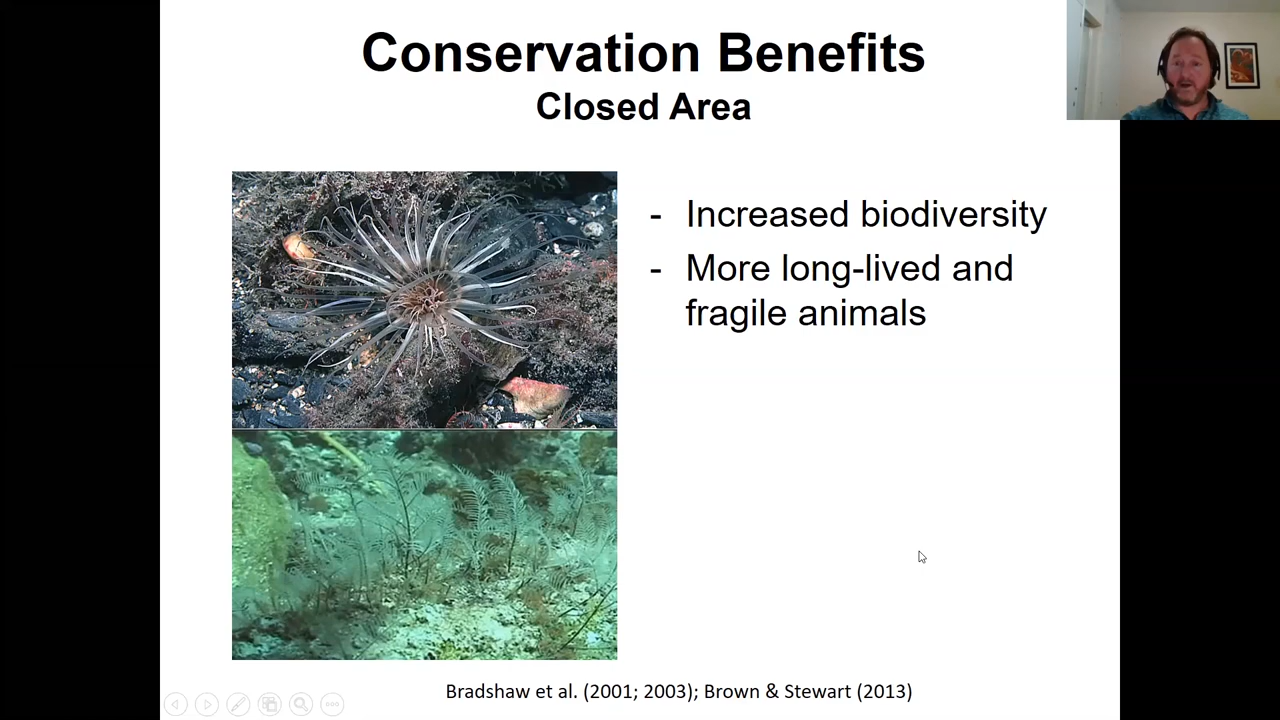 Conservation Benefits
Closed Area
- Increased biodiversity
- More long-lived and
fragile animals
Bradshaw et al. (2001; 2003); Brown & Stewart (2013)